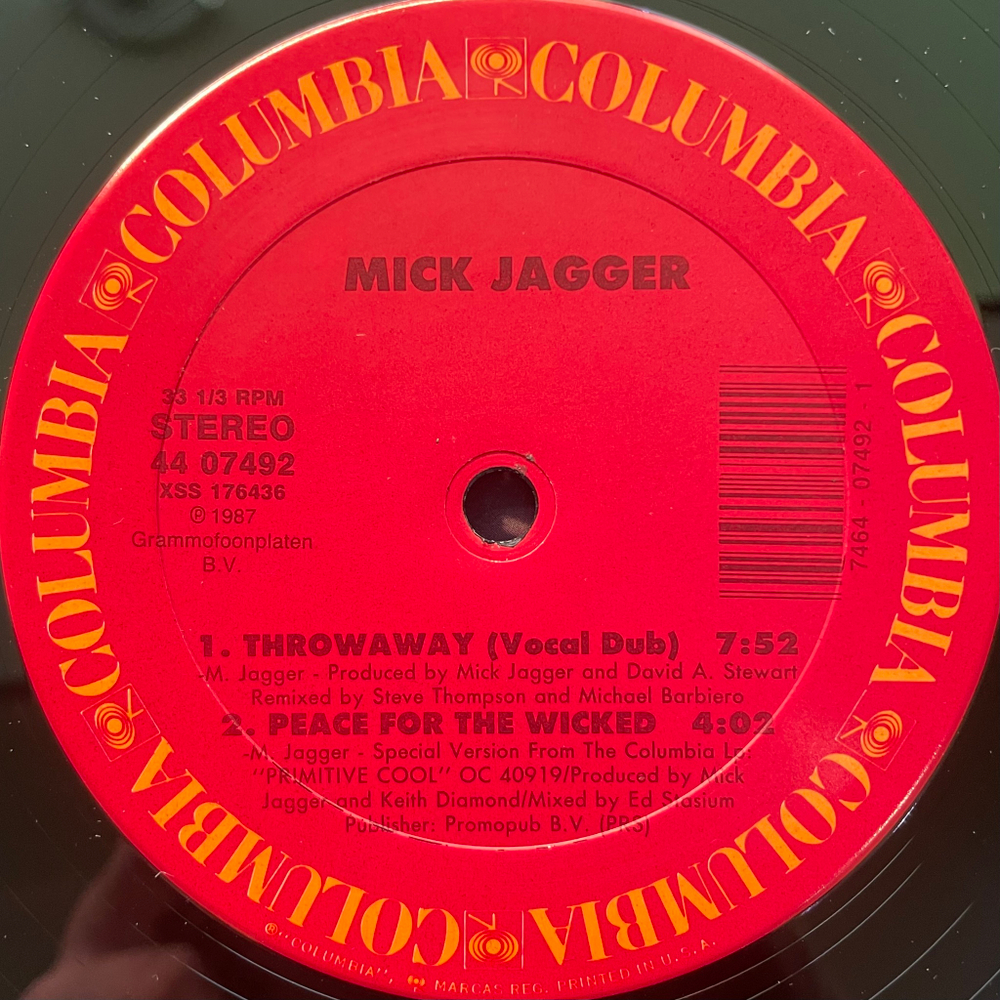 COLUMBIA COLUMBIA COLUMBIA COLUMBIA COLUMBIA COLUMBIA
MICK JAGGER
33 1/3 RPM
STEREO
44 07492
XSS 176436
℗ 1987
Grammofoonplaten
B.V.
7464 - 07492 - 1
1. THROWAWAY (Vocal Dub) 7:52
-M. Jagger - Produced by Mick Jagger and David A. Stewart
Remixed by Steve Thompson and Michael Barbiero
2. PEACE FOR THE WICKED 4:02
-M. Jagger - Special Version From The Columbia Lp.
"PRIMITIVE COOL" OC 40919/Produced by Mick
Jagger and Keith Diamond/Mixed by Ed Stasium
Publisher: Promopub B.V. (PRS)
® "COLUMBIA", MARCAS REG. PRINTED IN U.S.A.